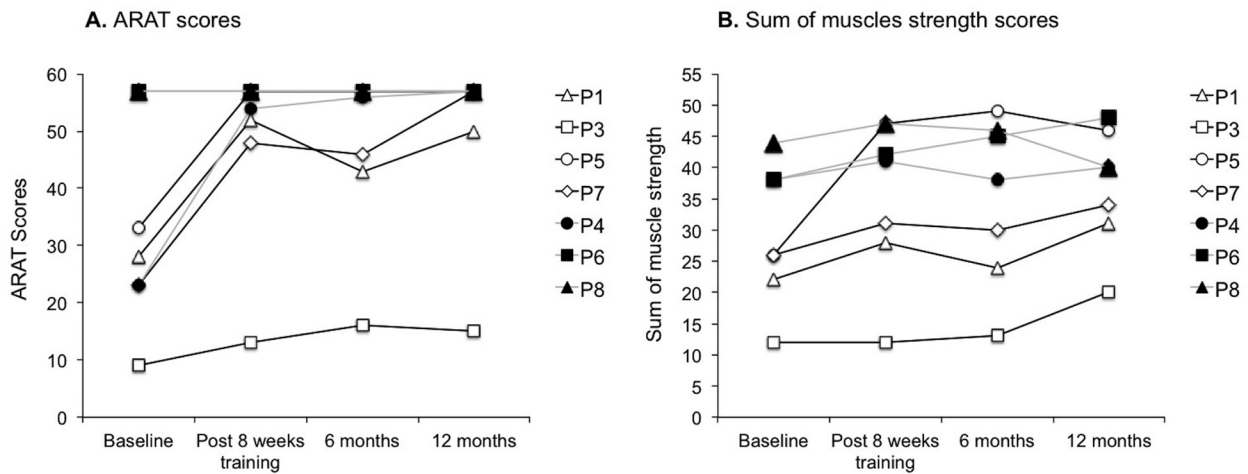 A. ARAT scores
ARAT Scores
60
50
40
30
20
10
0
Baseline
Post 8 weeks
training
6 months
12 months
P1
P3
P5
P7
P4
P6
P8
B. Sum of muscles strength scores
Sum of muscle strength
55
50
45
40
35
30
25
20
15
10
5
0
Baseline
Post 8 weeks
training
6 months
12 months
P1
P3
P5
P7
P4
P6
P8